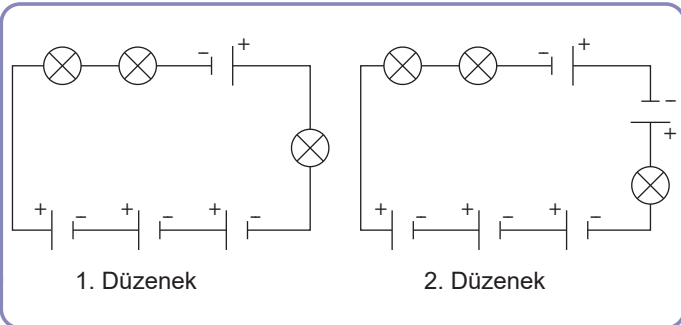 - + - +
-
+
+ - + - + - + - + - + -
1. Düzenek 2. Düzenek